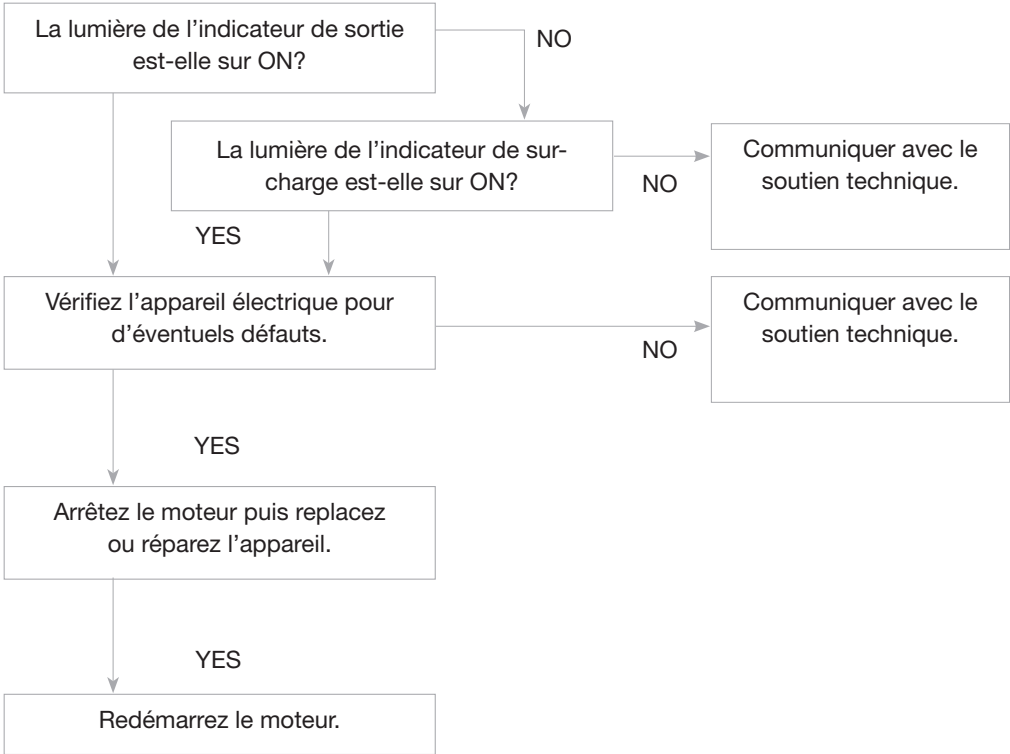 La lumière de l’indicateur de sortie
est-elle sur ON?
NO
La lumière de l’indicateur de sur-
charge est-elle sur ON?
NO
Communiquer avec le
soutien technique.
YES
Vérifiez l’appareil électrique pour
d’éventuels défauts.
NO
Communiquer avec le
soutien technique.
YES
Arrêtez le moteur puis replacez
ou réparez l’appareil.
YES
Redémarrez le moteur.